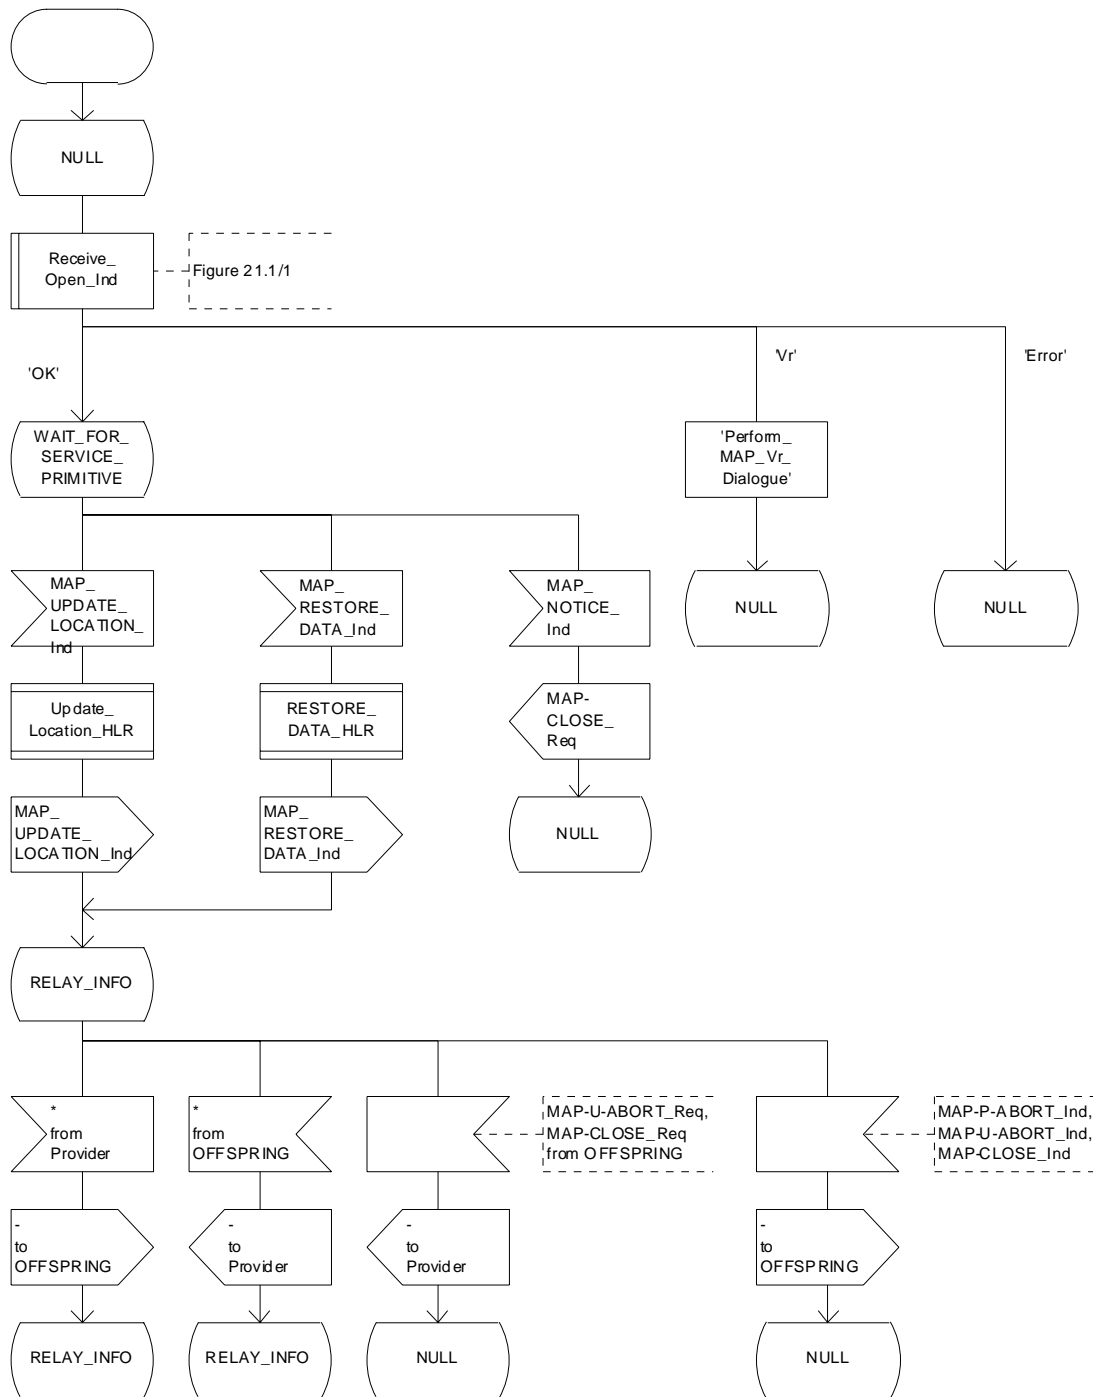 NULL
Receive_
Open_Ind
Figure 21.1/1
'OK'
'Vr'
'Error'
WAIT_FOR_
SERVICE_
PRIMITIVE
'Perform_
MAP_Vr_
Dialogue'
MAP_
UPDATE_
LOCATION_
Ind
MAP_
RESTORE_
DATA_Ind
MAP_
NOTICE_
Ind
NULL
NULL
Update_
Location_HLR
RESTORE_
DATA_HLR
MAP-
CLOSE_
Req
MAP_
UPDATE_
LOCATION_Ind
MAP_
RESTORE_
DATA_Ind
NULL
RELAY_INFO
*
from
Provider
*
from
OFFSPRING
MAP-U-ABORT_Req,
MAP-CLOSE_Req
from OFFSPRING
MAP-P-ABORT_Ind,
MAP-U-ABORT_Ind,
MAP-CLOSE_Ind
-
to
OFFSPRING
-
to
Provider
-
to
Provider
-
to
OFFSPRING
RELAY_INFO
RELAY_INFO
NULL
NULL